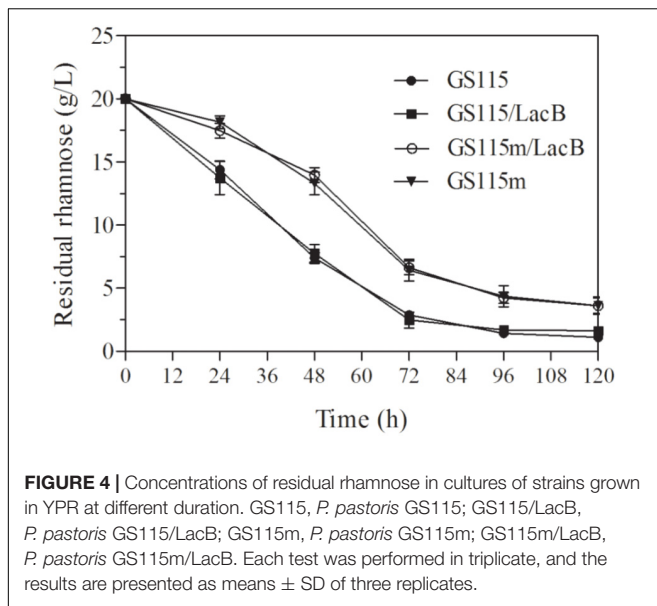 25
20
15
10
5
0
Residual rhamnose (g/L)
GS115
GS115/LacB
GS115m/LacB
GS115m
0 12 24 36 48 60 72 84 96 108 120
Time (h)
FIGURE 4 | Concentrations of residual rhamnose in cultures of strains grown
in YPR at different duration. GS115, P. pastoris GS115; GS115/LacB,
P. pastoris GS115/LacB; GS115m, P. pastoris GS115m; GS115m/LacB,
P. pastoris GS115m/LacB. Each test was performed in triplicate, and the
results are presented as means ± SD of three replicates.